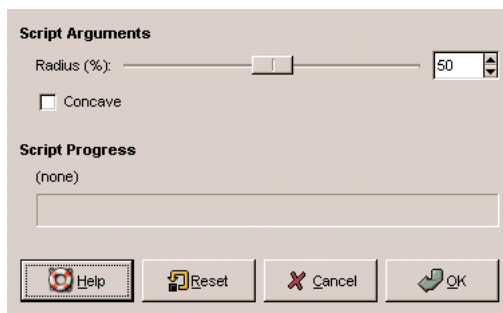 Script Arguments
Radius (%): 50
Concave
Script Progress
(none)
Help Reset Cancel OK